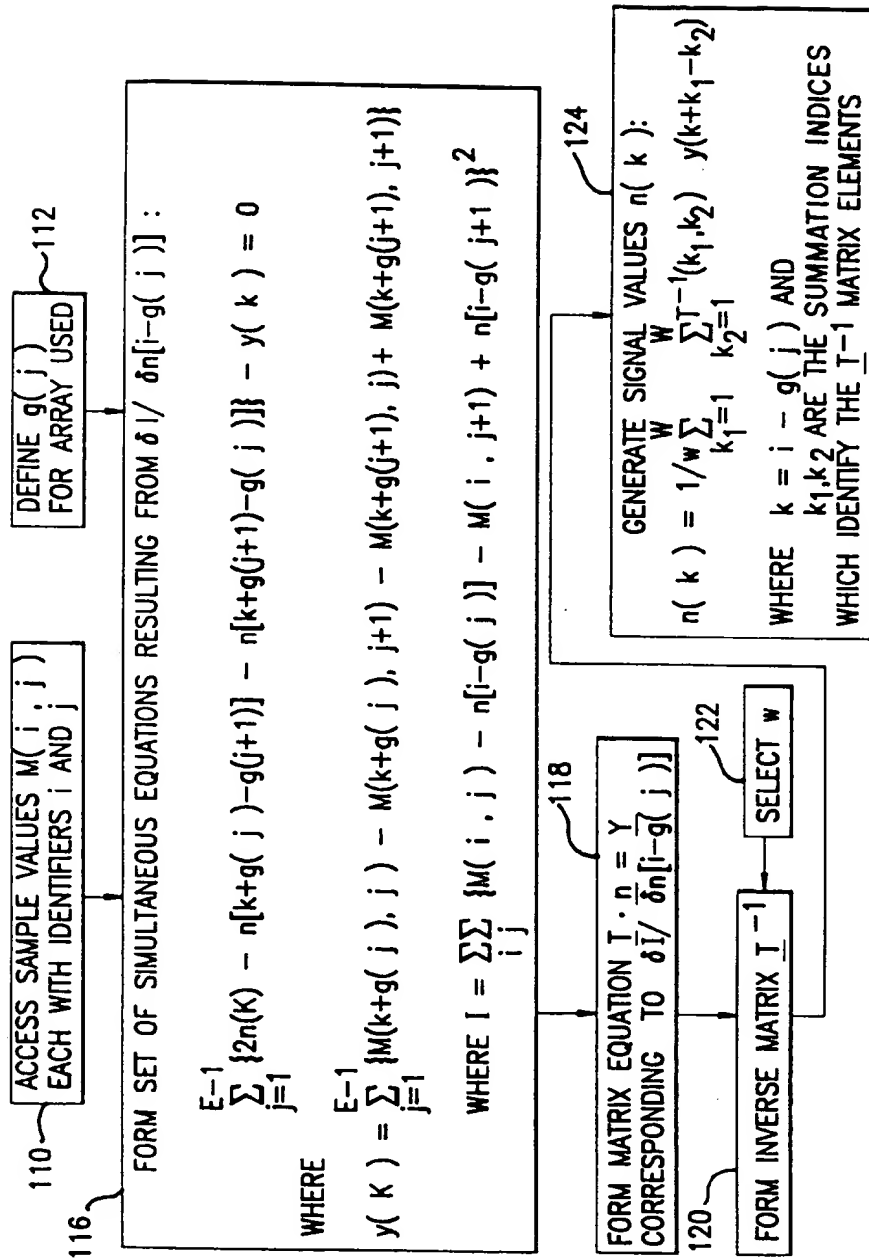 110
ACCESS SAMPLE VALUES M( i , j )
EACH WITH IDENTIFIERS i AND j
112
DEFINE g( j )
FOR ARRAY USED
116
FORM SET OF SIMULTANEOUS EQUATIONS RESULTING FROM δ I/ δn[i-g( j )] :
E-1
Σ {2n(K) − n[k+g( j )-g(j+1)] − n[k+g(j+1)-g( j )]} − y( k ) = 0
j=1
WHERE
E-1
y( K ) = Σ {M(k+g( j ), j ) − M(k+g( j ), j+1) − M(k+g(j+1), j)+ M(k+g(j+1), j+1)}
j=1
WHERE I = ΣΣ {M( i , j ) − n[i-g( j )] − M( i , j+1) + n[i-g( j+1 )]}²
i j
118
FORM MATRIX EQUATION T · n = Y
CORRESPONDING TO δI/ δn[i-g( j )]
120
FORM INVERSE MATRIX T⁻¹
122
SELECT w
124
GENERATE SIGNAL VALUES n( k ):
W W
n( k ) = 1/w Σ Σ T⁻¹(k₁,k₂) y(k+k₁−k₂)
k₁=1 k₂=1
WHERE k = i − g( j ) AND
k₁,k₂ ARE THE SUMMATION INDICES
WHICH IDENTIFY THE T⁻¹ MATRIX ELEMENTS